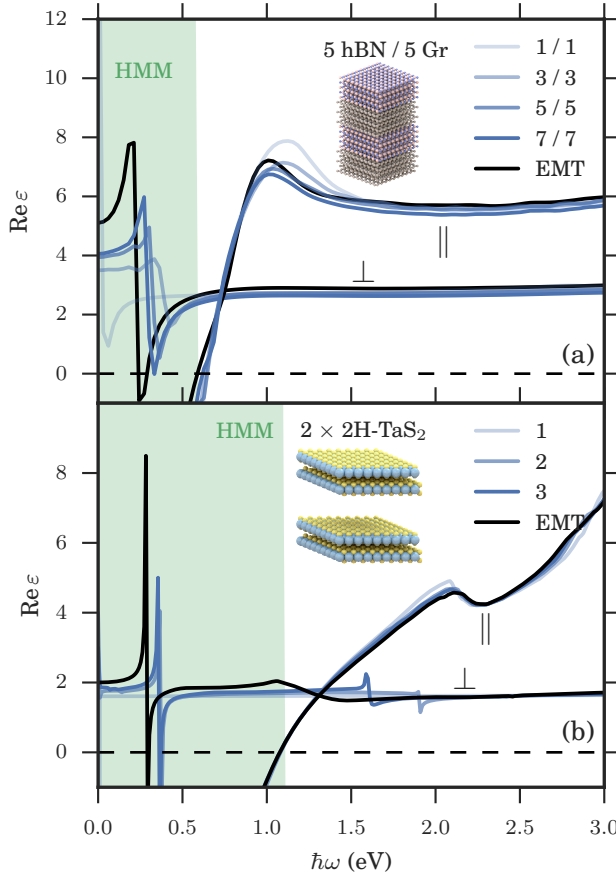 12
10
8
6
4
2
0
Re ε
HMM
5 hBN / 5 Gr
1 / 1
3 / 3
5 / 5
7 / 7
EMT
||
⊥
(a)
8
6
4
2
0
Re ε
HMM
2 × 2H-TaS₂
1
2
3
EMT
||
⊥
(b)
0.0 0.5 1.0 1.5 2.0 2.5 3.0
ℏω (eV)